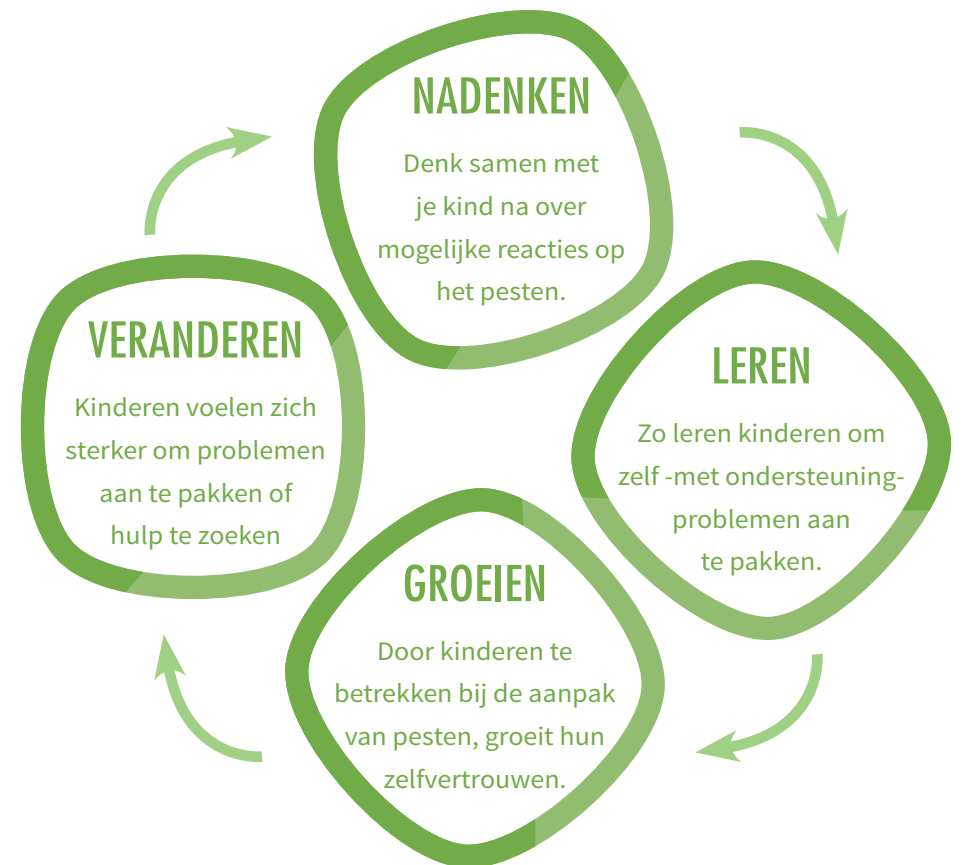 NADENKEN
Denk samen met
je kind na over
mogelijke reacties op
het pesten.
LEREN
Zo leren kinderen om
zelf -met ondersteuning-
problemen aan
te pakken.
GROEIEN
Door kinderen te
betrekken bij de aanpak
van pesten, groeit hun
zelfvertrouwen.
VERANDEREN
Kinderen voelen zich
sterker om problemen
aan te pakken of
hulp te zoeken